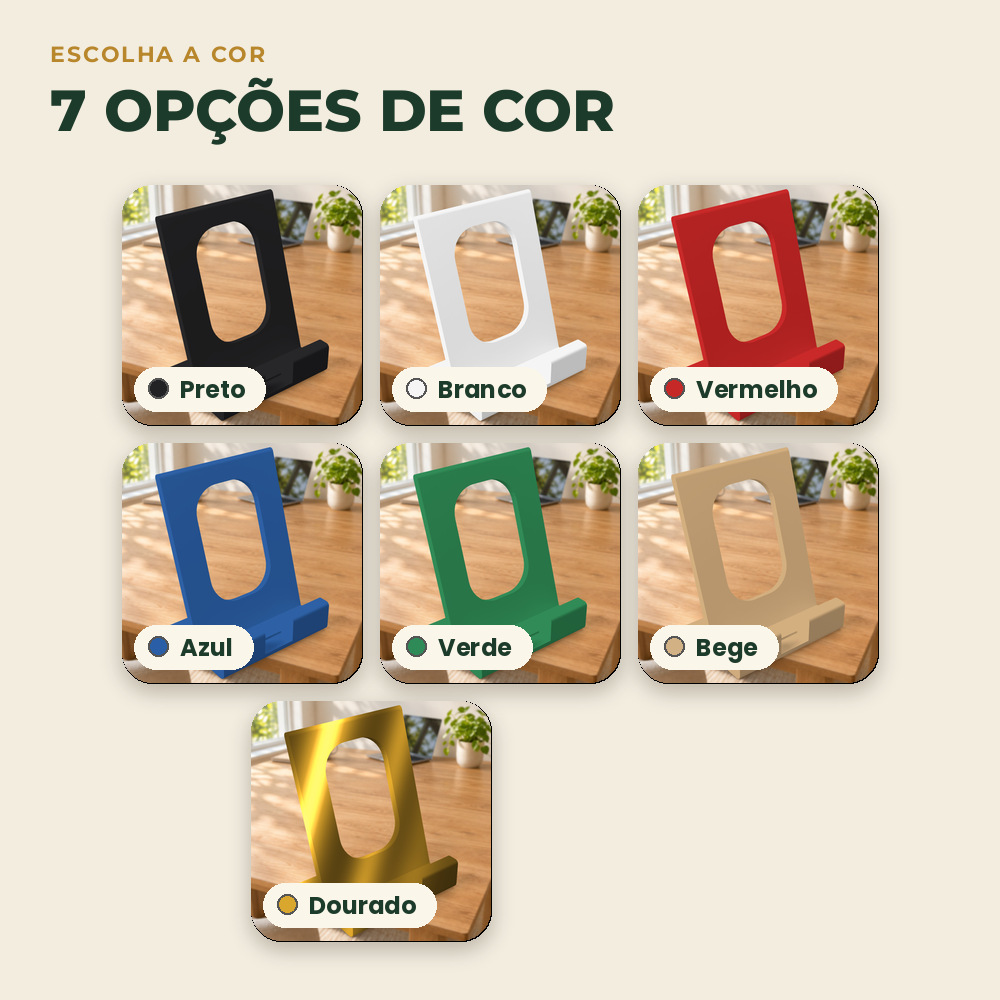 ESCOLHA A COR
7 OPÇÕES DE COR
Preto
Branco
Vermelho
Azul
Verde
Bege
Dourado